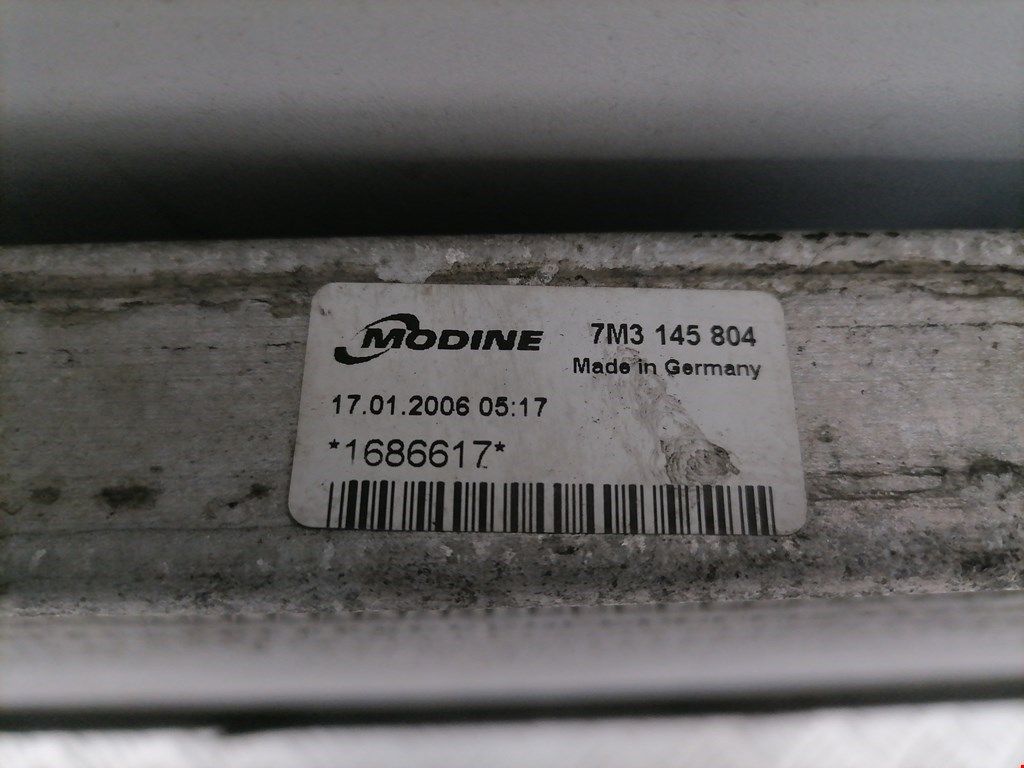 MODINE 7M3 145 804
Made in Germany
17.01.2006 05:17
*1686617*